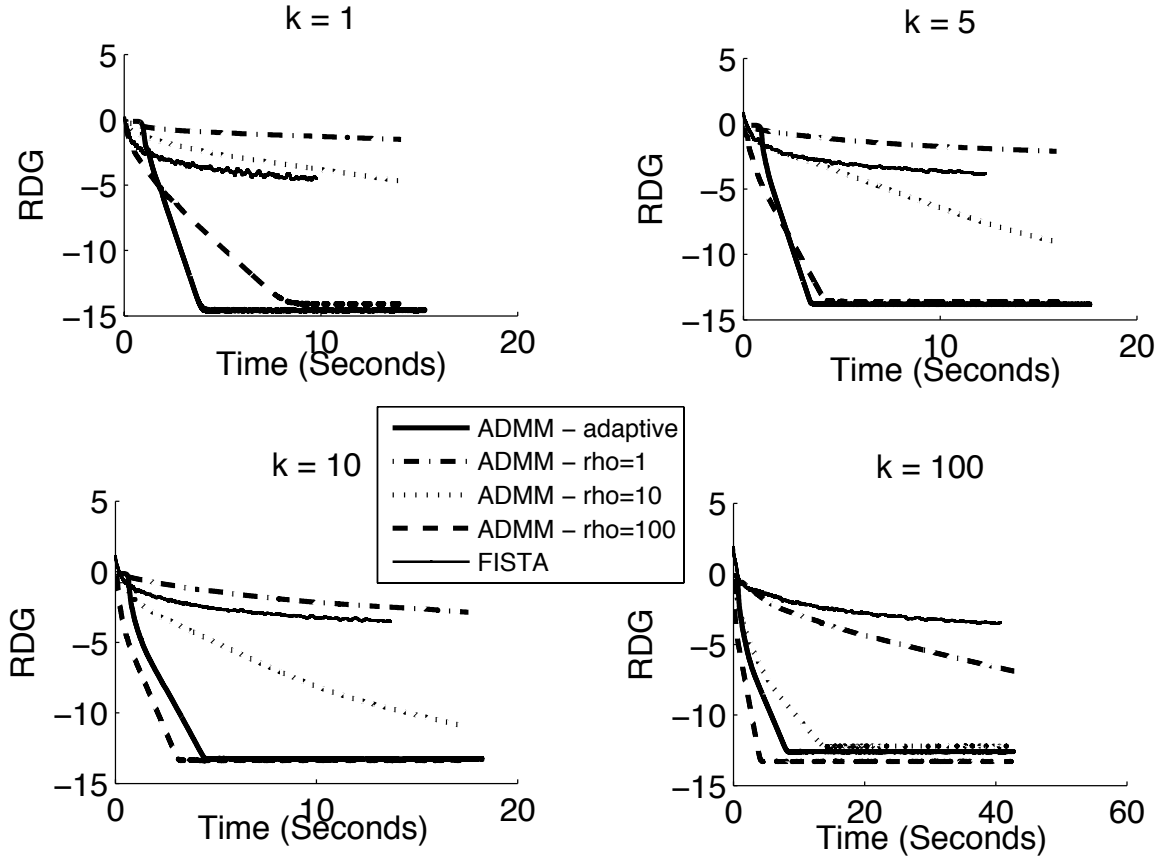 k = 1
5
0
−5
−10
−15
RDG
0
10
20
Time (Seconds)
k = 5
5
0
−5
−10
−15
RDG
0
10
20
Time (Seconds)
ADMM − adaptive
ADMM − rho=1
ADMM − rho=10
ADMM − rho=100
FISTA
k = 10
5
0
−5
−10
−15
RDG
0
10
20
Time (Seconds)
k = 100
5
0
−5
−10
−15
RDG
0
20
40
60
Time (Seconds)